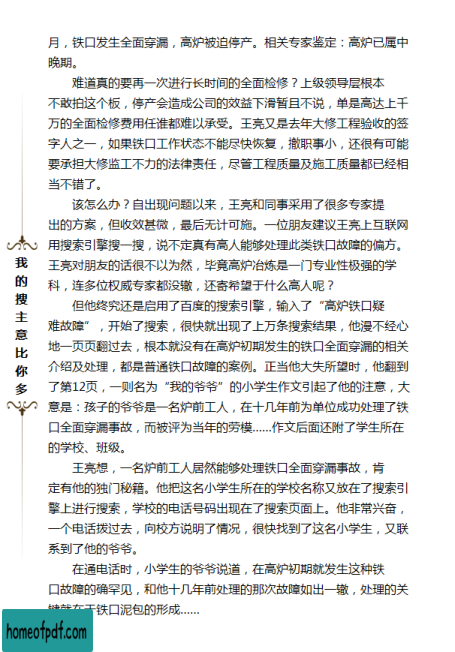 月，铁口发生全面穿漏，高炉被迫停产。相关专家鉴定：高炉已属中
晚期。
难道真的要再一次进行长时间的全面检修？上级领导层根本
不敢拍这个板，停产会造成公司的效益下滑暂且不说，单是高达上千
万的全面检修费用任谁都难以承受。王亮又是去年大修工程验收的签
字人之一，如果铁口工作状态不能尽快恢复，撤职事小，还很有可能
要承担大修监工不力的法律责任，尽管工程质量及施工质量都已经相
当不错了。
该怎么办？自出现问题以来，王亮和同事采用了很多专家提
出的方案，但收效甚微，最后无计可施。一位朋友建议王亮上互联网
用搜索引擎搜一搜，说不定真有高人能够处理此类铁口故障的偏方。
王亮对朋友的话很不以为然，毕竟高炉冶炼是一门专业性极强的学
科，连多位权威专家都没辙，还寄希望于什么高人呢？
但他终究还是启用了百度的搜索引擎，输入了“高炉铁口疑
难故障”，开始了搜索，很快就出现了上万条搜索结果，他漫不经心
地一页页翻过去，根本就没有在高炉初期发生的铁口全面穿漏的相关
介绍及处理，都是普通铁口故障的案例。正当他大失所望时，他翻到
了第12页，一则名为“我的爷爷”的小学生作文引起了他的注意，大
意是：孩子的爷爷是一名炉前工人，在十几年前为单位成功处理了铁
口全面穿漏事故，而被评为当年的劳模……作文后面还附了学生所在
的学校、班级。
王亮想，一名炉前工人居然能够处理铁口全面穿漏事故，肯
定有他的独门秘籍。他把这名小学生所在的学校名称又放在了搜索引
擎上进行搜索，学校的电话号码出现在了搜索页面上。他非常兴奋，
一个电话拨过去，向校方说明了情况，很快找到了这名小学生，又联
系到了他的爷爷。
在通电话时，小学生的爷爷说道，在高炉初期就发生这种铁
口故障的确罕见，和他十几年前处理的那次故障如出一辙，处理的关
键就在于铁口泥包的形成……
我
的
搜
主
意
比
你
多
homeofpdf.com